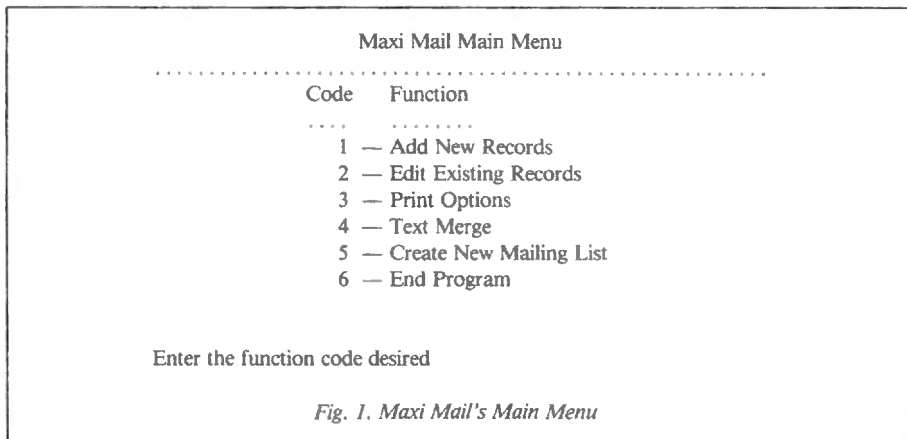 Maxi Mail Main Menu
............................................................
Code Function
.... ........
1 — Add New Records
2 — Edit Existing Records
3 — Print Options
4 — Text Merge
5 — Create New Mailing List
6 — End Program
Enter the function code desired
Fig. 1. Maxi Mail's Main Menu